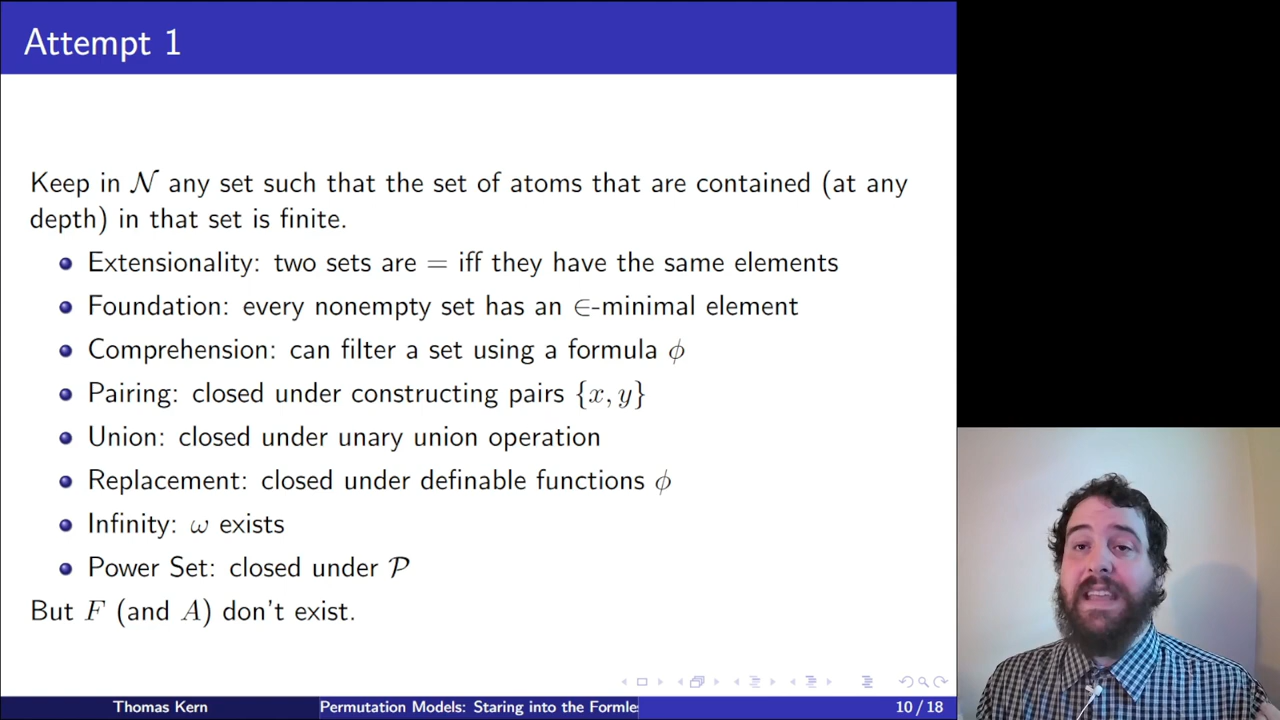 Attempt 1
Keep in 𝒩 any set such that the set of atoms that are contained (at any
depth) in that set is finite.
Extensionality: two sets are = iff they have the same elements
Foundation: every nonempty set has an ∈-minimal element
Comprehension: can filter a set using a formula ϕ
Pairing: closed under constructing pairs {x, y}
Union: closed under unary union operation
Replacement: closed under definable functions ϕ
Infinity: ω exists
Power Set: closed under 𝒫
But F (and A) don't exist.
Thomas Kern Permutation Models: Staring into the Formles 10 / 18